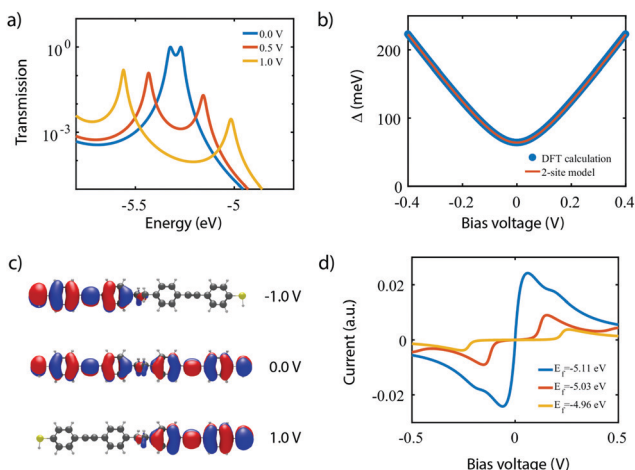 a)
Transmission
10⁰
10⁻³
0.0 V
0.5 V
1.0 V
-5.5
-5
Energy (eV)
b)
Δ (meV)
200
100
0
DFT calculation
2-site model
-0.4
-0.2
0
0.2
0.4
Bias voltage (V)
c)
-1.0 V
0.0 V
1.0 V
d)
Current (a.u.)
0.02
0
-0.02
E_f=-5.11 eV
E_f=-5.03 eV
E_f=-4.96 eV
-0.5
0
0.5
Bias voltage (V)